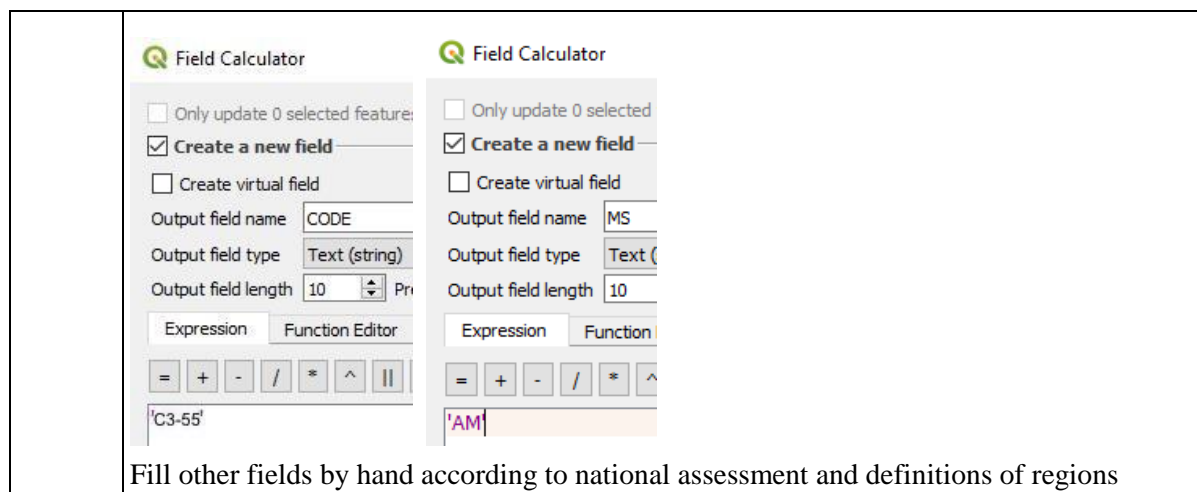 Field Calculator
Only update 0 selected feature
Create a new field
Create virtual field
Output field name CODE
Output field type Text (string)
Output field length 10
Expression Function Editor
= + - / * ^ ||
'C3-55'
Field Calculator
Only update 0 selected
Create a new field
Create virtual field
Output field name MS
Output field type Text (
Output field length 10
Expression
= + - / * ^
'AM'
Fill other fields by hand according to national assessment and definitions of regions